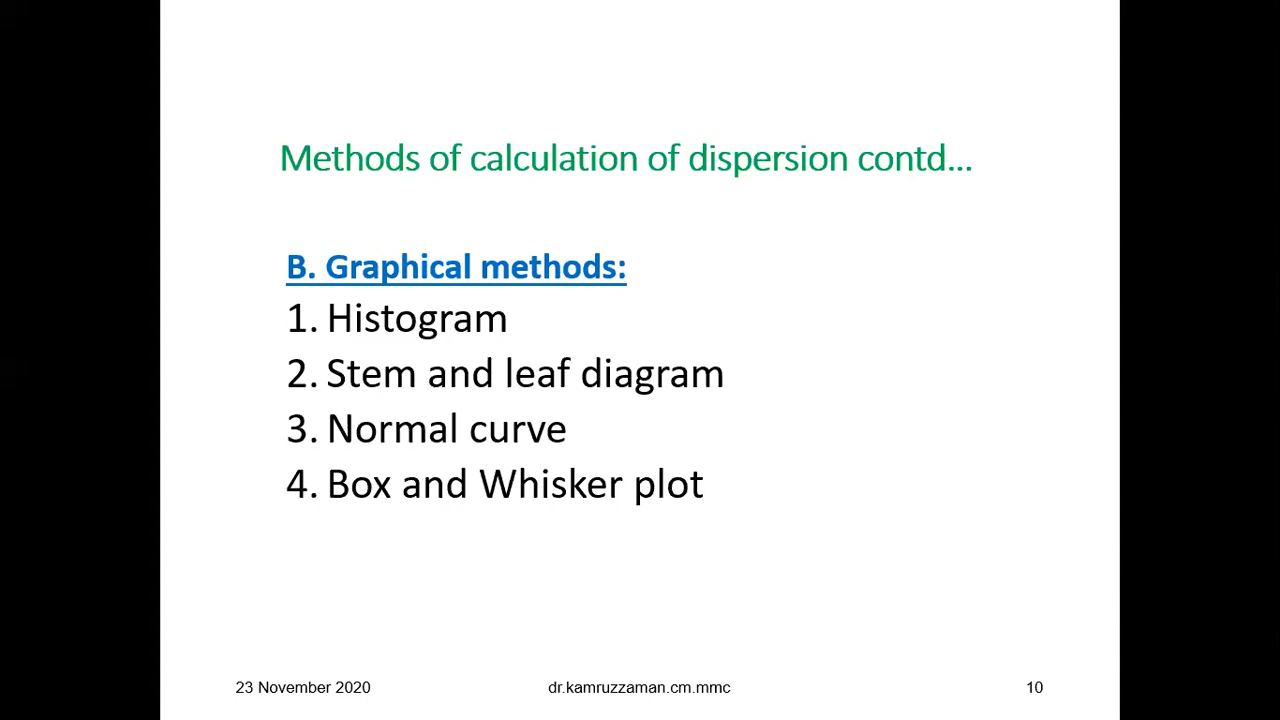 Methods of calculation of dispersion contd...
B. Graphical methods:
1. Histogram
2. Stem and leaf diagram
3. Normal curve
4. Box and Whisker plot
23 November 2020 dr.kamruzzaman.cm.mmc 10